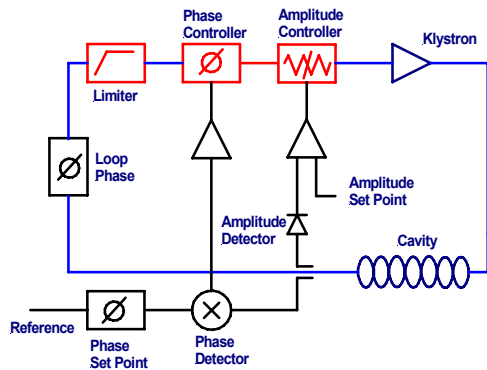 Phase
Controller
Amplitude
Controller
Klystron
Limiter
Loop
Phase
Amplitude
Set Point
Amplitude
Detector
Cavity
Reference
Phase
Set Point
Phase
Detector